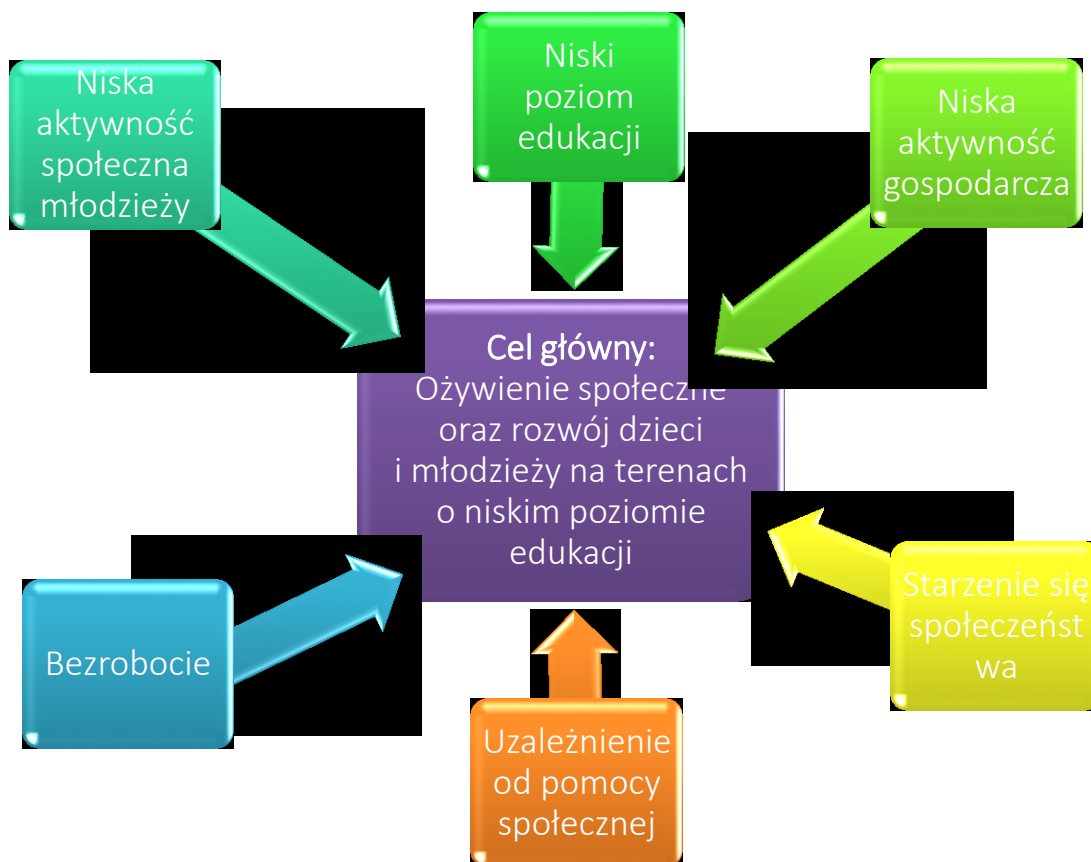 Niska
aktywność
społeczna
młodzieży
Niski
poziom
edukacji
Niska
aktywność
gospodarcza
Cel główny:
Ożywienie społeczne
oraz rozwój dzieci
i młodzieży na terenach
o niskim poziomie
edukacji
Bezrobocie
Uzależnienie
od pomocy
społecznej
Starzenie się
społeczeńst
wa